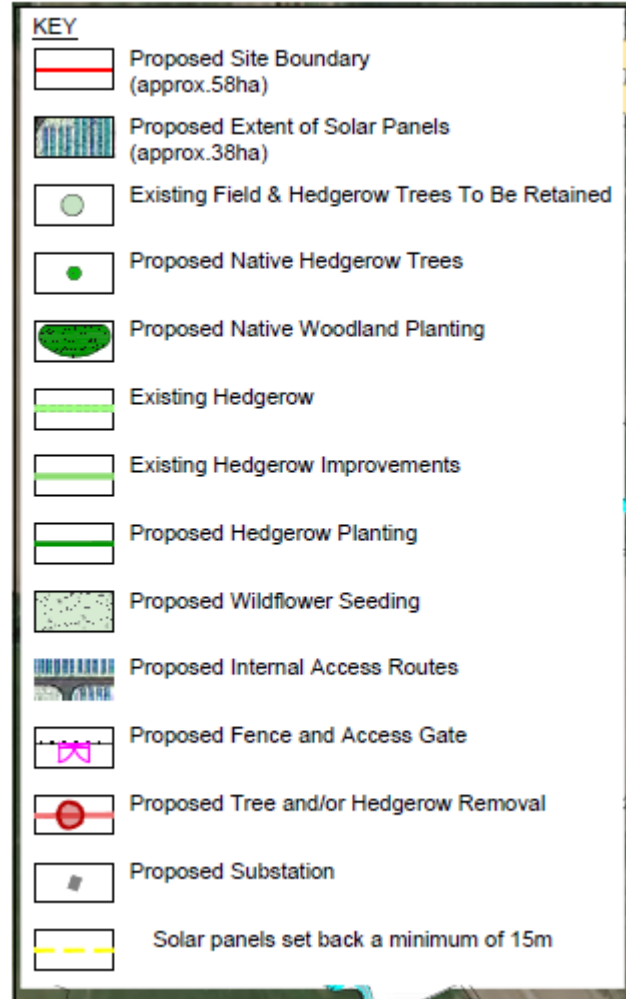 KEY
Proposed Site Boundary
(approx.58ha)
Proposed Extent of Solar Panels
(approx.38ha)
Existing Field & Hedgerow Trees To Be Retained
Proposed Native Hedgerow Trees
Proposed Native Woodland Planting
Existing Hedgerow
Existing Hedgerow Improvements
Proposed Hedgerow Planting
Proposed Wildflower Seeding
Proposed Internal Access Routes
Proposed Fence and Access Gate
Proposed Tree and/or Hedgerow Removal
Proposed Substation
Solar panels set back a minimum of 15m